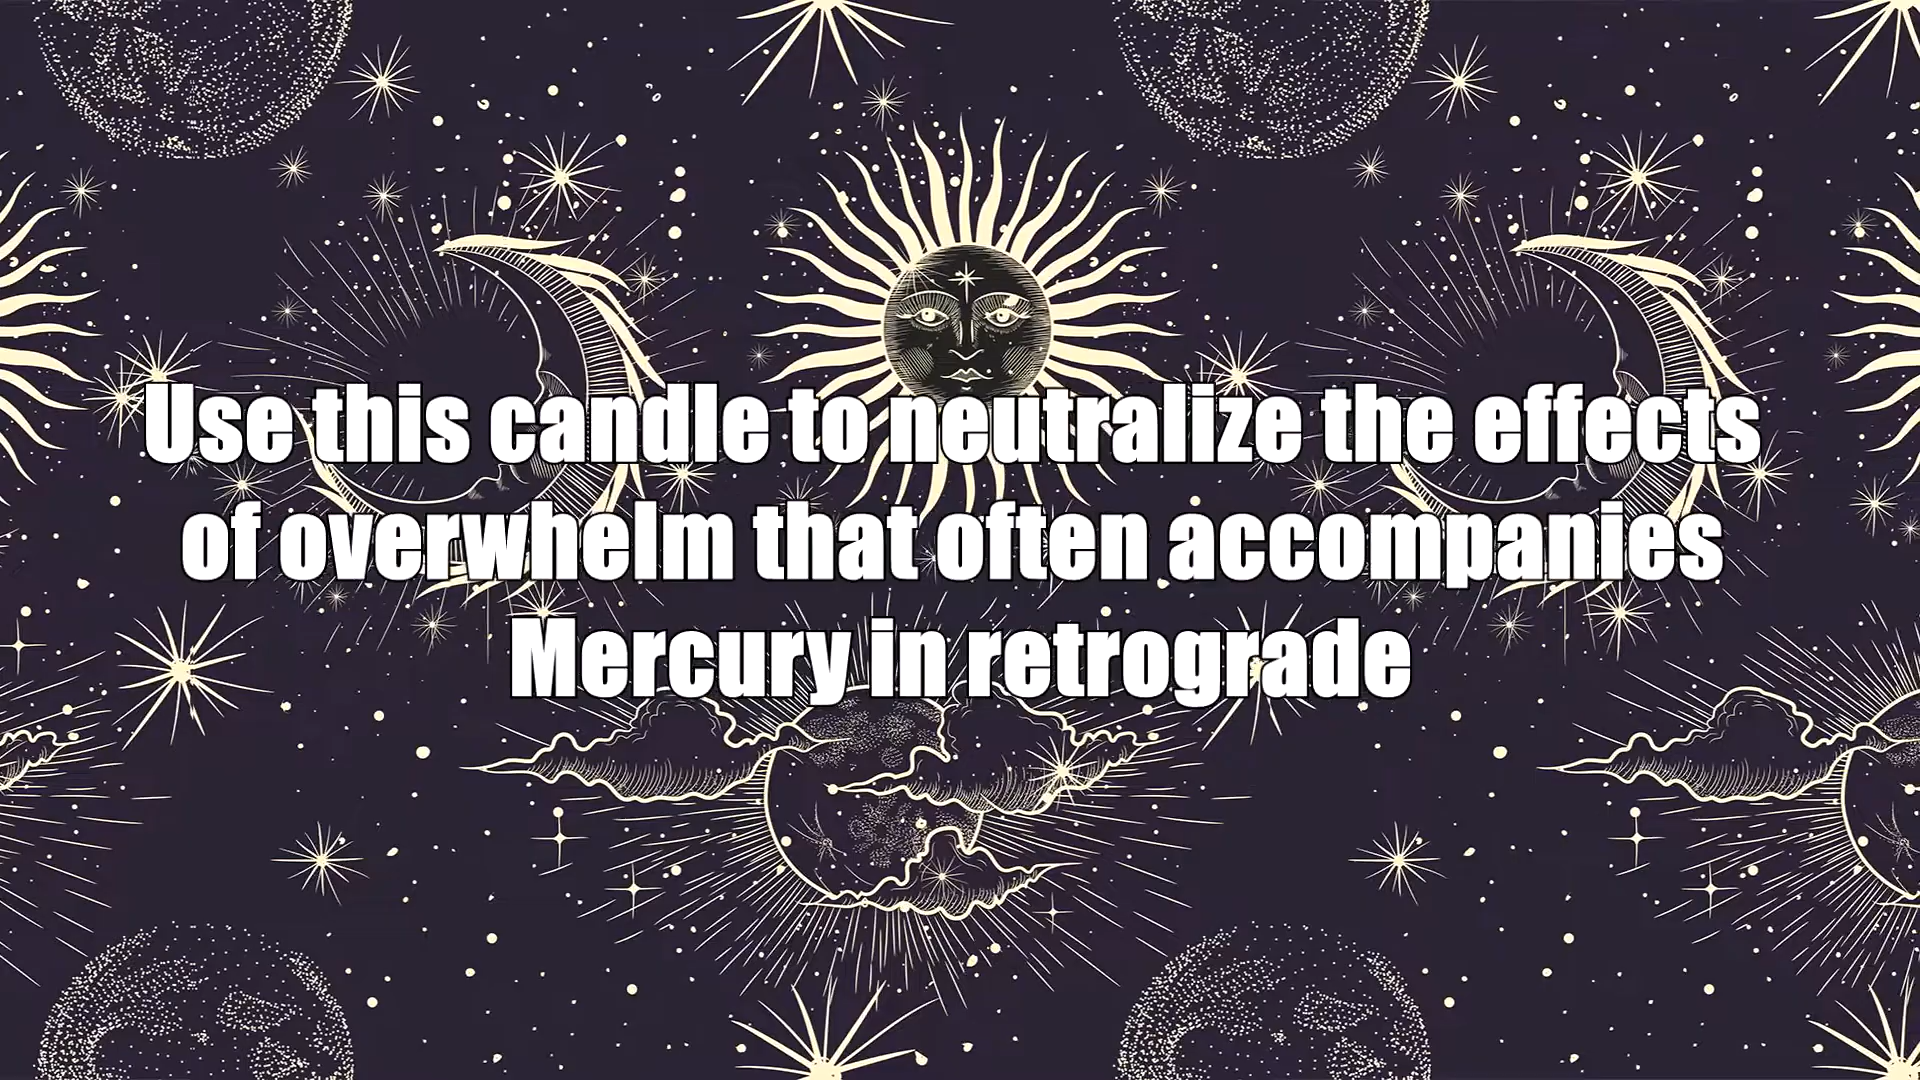 Use this candle to neutralize the effects
of overwhelm that often accompanies
Mercury in retrograde